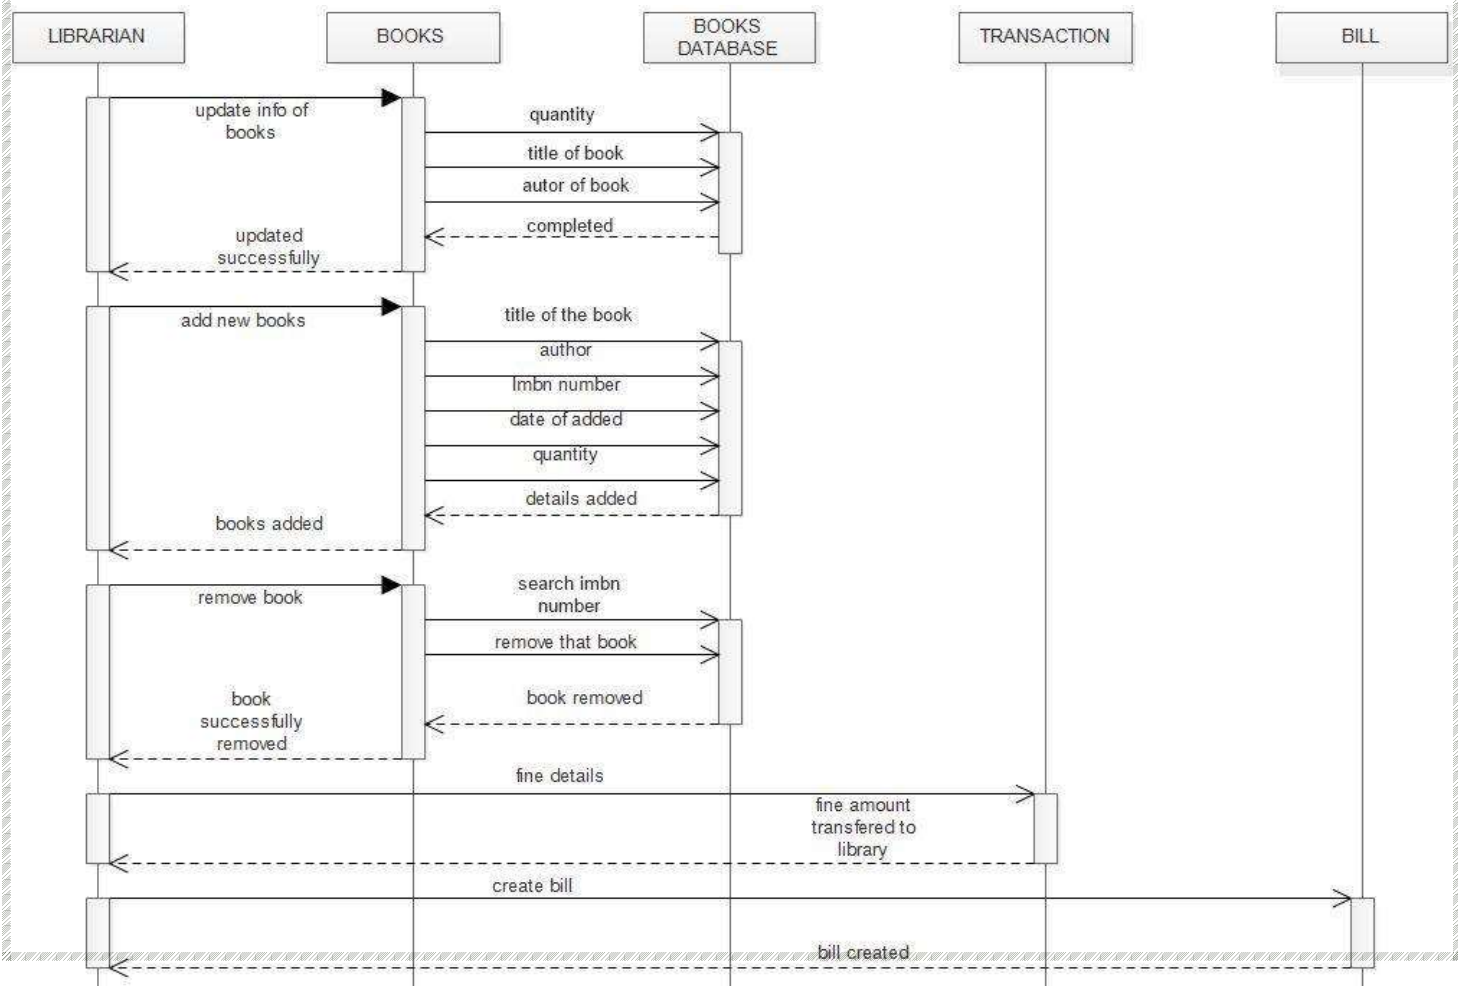 LIBRARIAN
BOOKS
BOOKS
DATABASE
TRANSACTION
BILL
update info of
books
quantity
title of book
autor of book
completed
updated
successfully
add new books
title of the book
author
Imbn number
date of added
quantity
details added
books added
remove book
search imbn
number
remove that book
book removed
book
successfully
removed
fine details
fine amount
transfered to
library
create bill
bill created